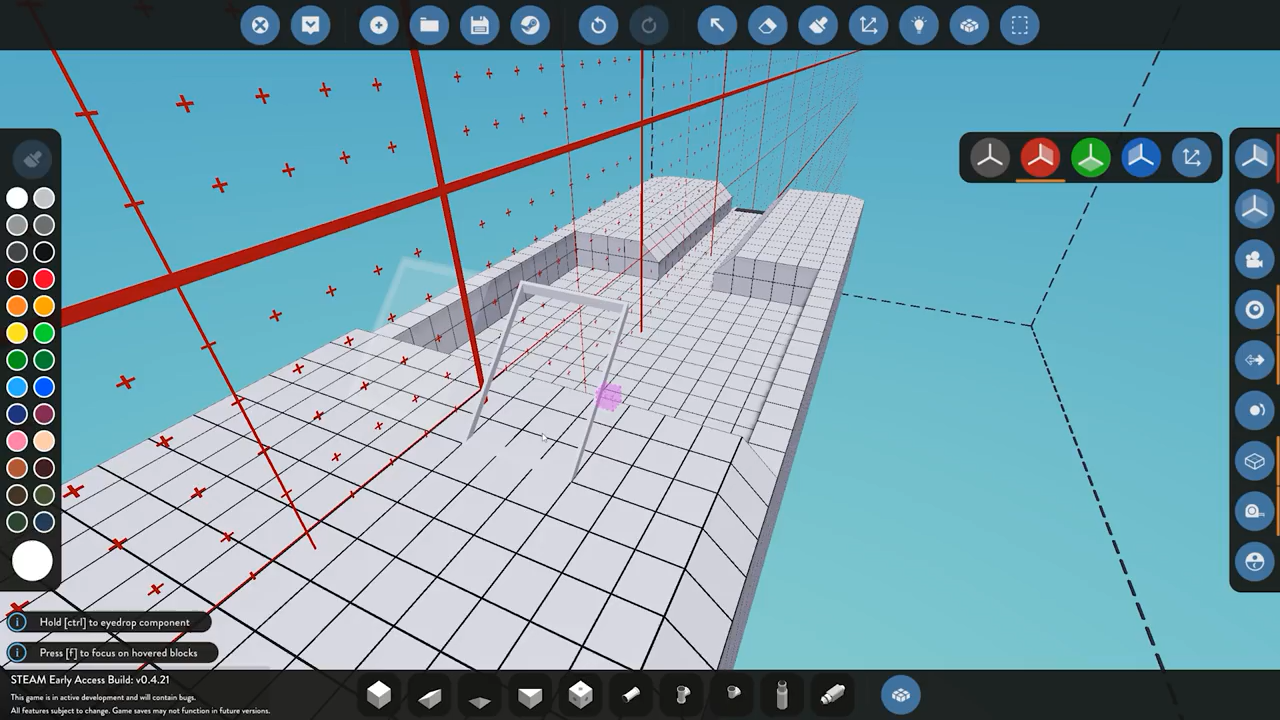 Hold [ctrl] to eyedrop component
Press [f] to focus on hovered blocks
STEAM Early Access Build: v0.4.21
This game is in active development and will contain bugs.
All features subject to change. Game saves may not function in future versions.